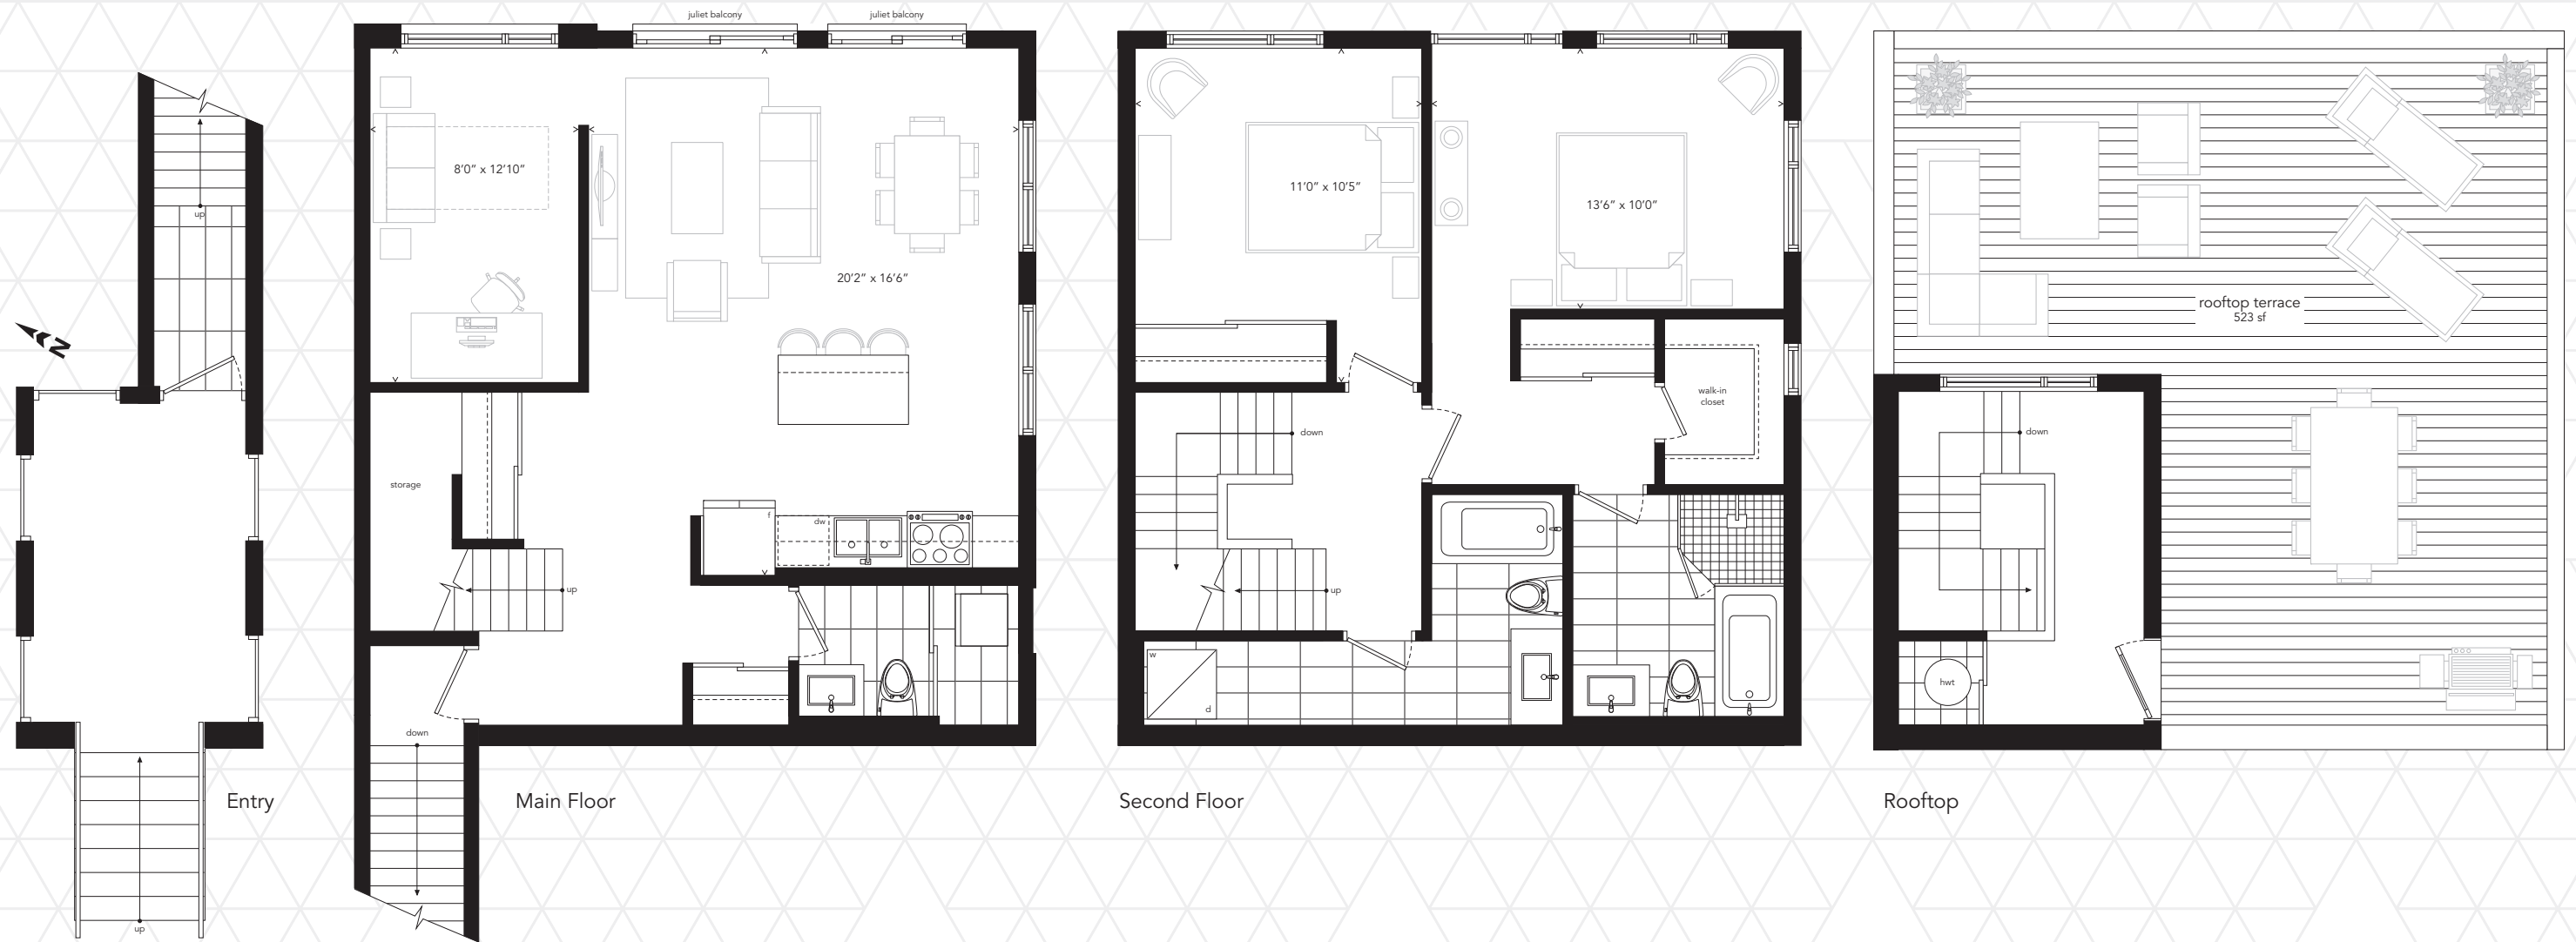 up
N
up
Entry
juliet balcony
juliet balcony
8’0” x 12’10”
20’2” x 16’6”
storage
f
dw
up
down
Main Floor
11’0” x 10’5”
13’6” x 10’0”
walk-in
closet
down
up
w
d
Second Floor
rooftop terrace
523 sf
down
hwt
Rooftop